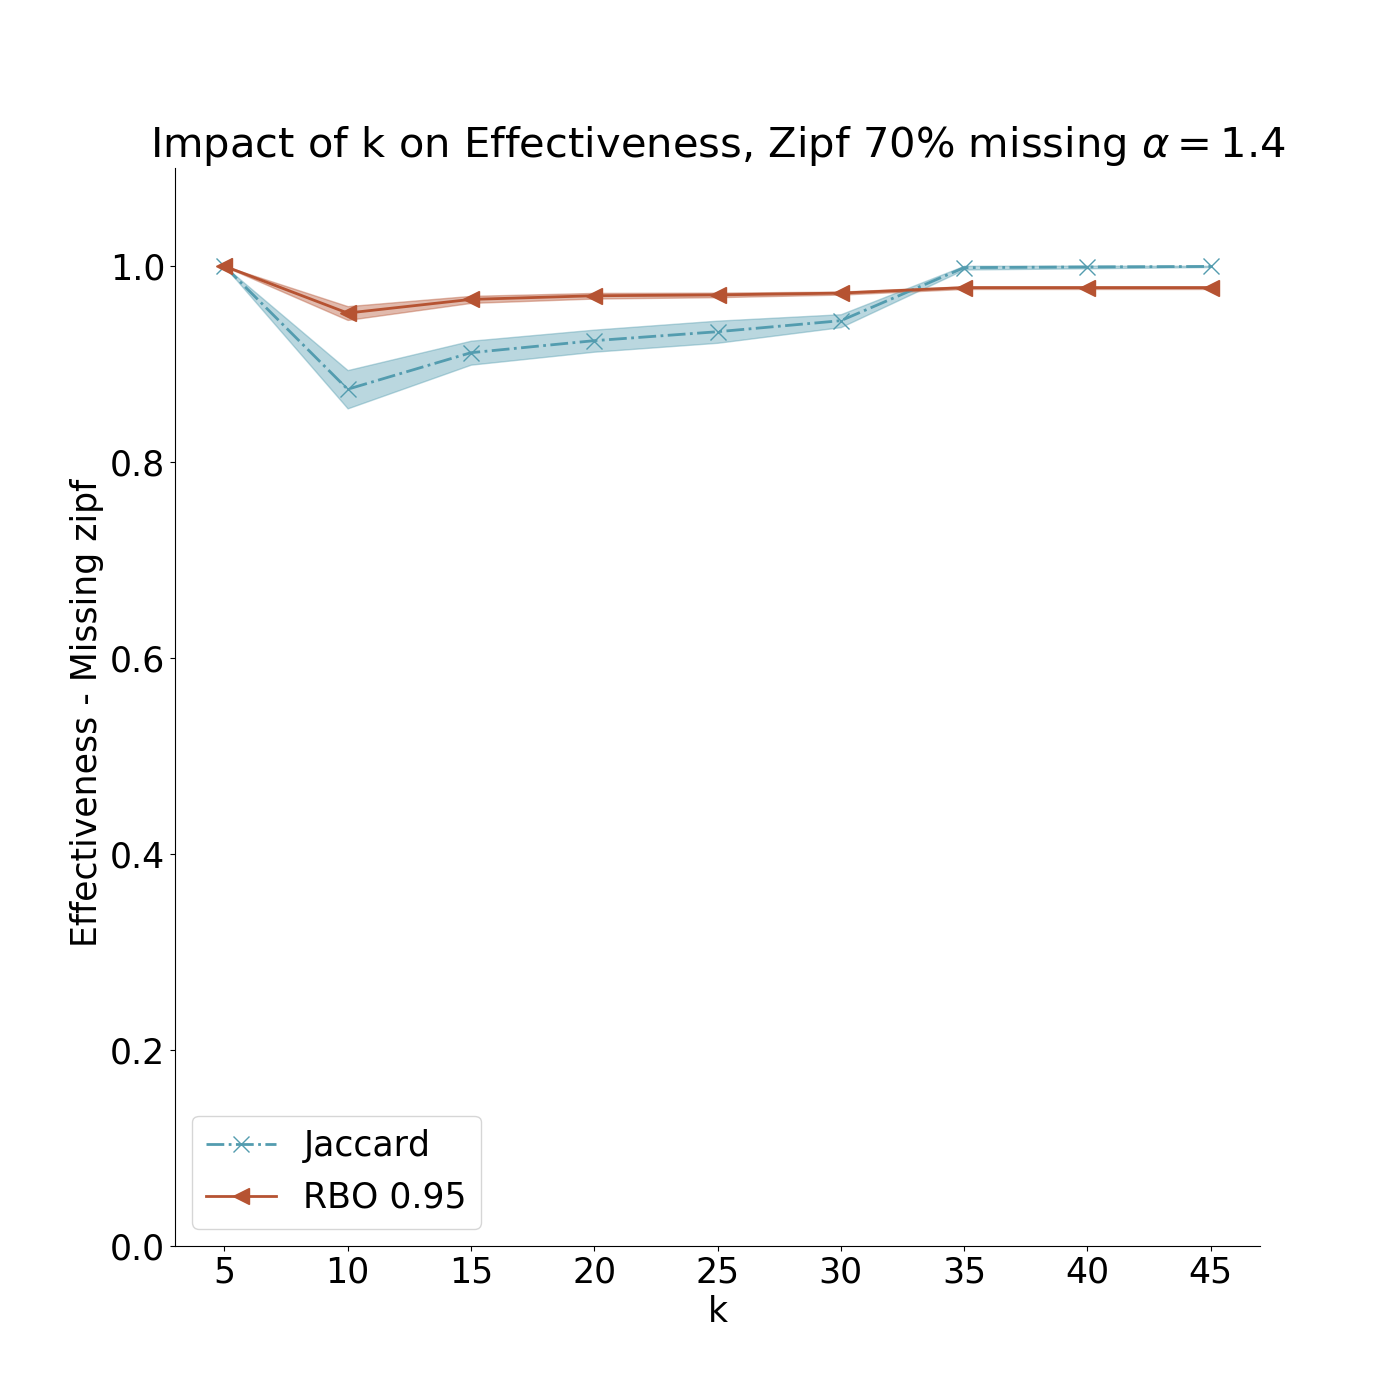 Impact of k on Effectiveness, Zipf 70% missing α = 1.4
1.0
0.8
0.6
0.4
0.2
0.0
Effectiveness - Missing zipf
Jaccard
RBO 0.95
5 10 15 20 25 30 35 40 45
k